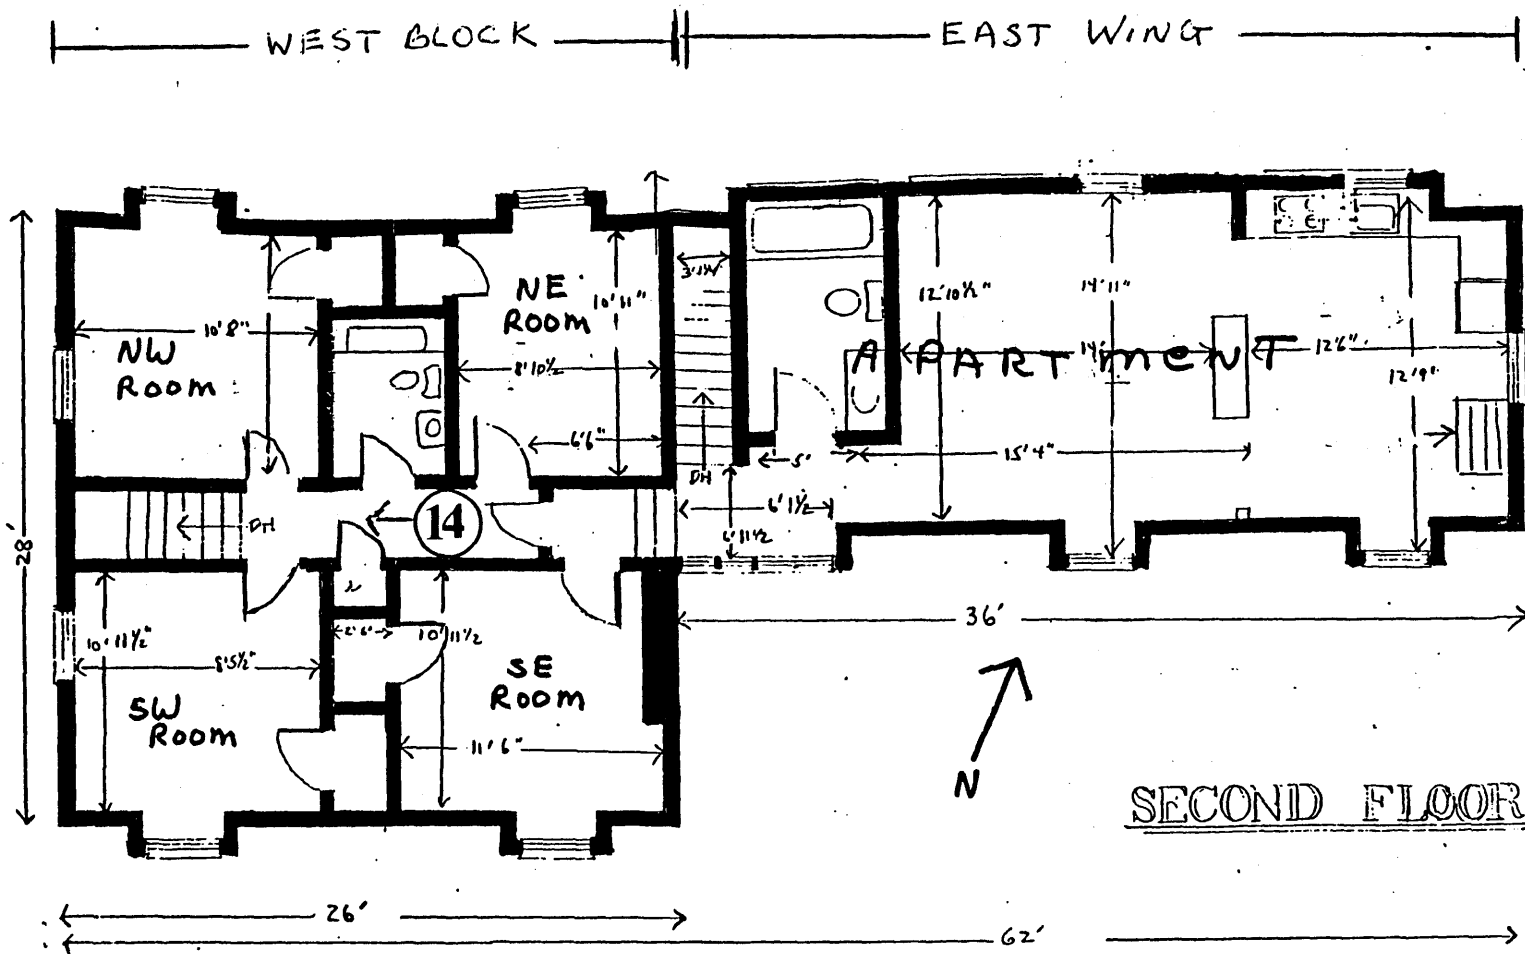 WEST BLOCK
EAST WING
NW
Room
10'8"
NE
Room
10'11"
8'10½
6'6"
3'1¼"
DN
DN
14
28'
12'10½"
14'11"
14'
12'6"
12'9"
APARTMENT
5'
15'4"
6'1½
6'11½
36'
10'11½"
8'5½"
SW
Room
2'6"
10'11½
SE
Room
11'6"
N
SECOND FLOOR
26'
62'